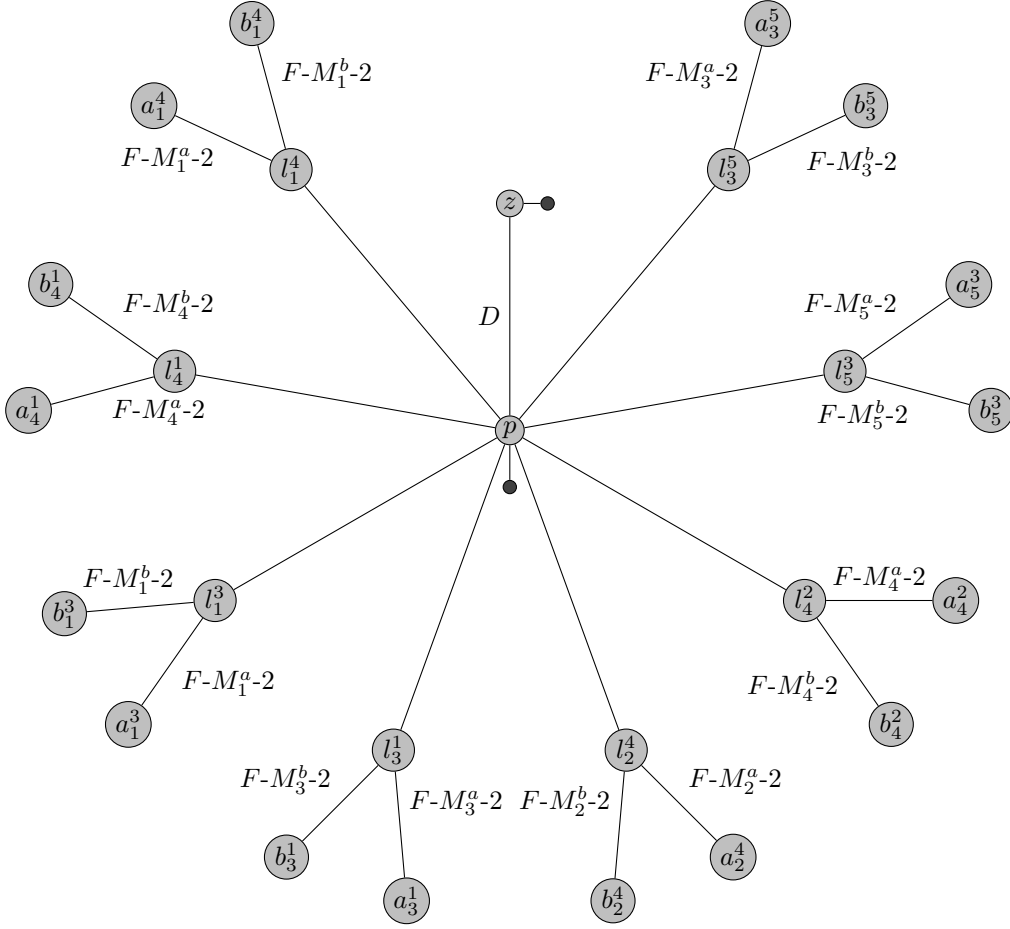 b_1^4
a_3^5
F-M_1^b-2
F-M_3^a-2
a_1^4
b_3^5
F-M_1^a-2
F-M_3^b-2
l_1^4
l_3^5
z
b_4^1
a_5^3
F-M_4^b-2
F-M_5^a-2
D
l_4^1
l_5^3
a_4^1
F-M_4^a-2
F-M_5^b-2
b_5^3
p
F-M_1^b-2
F-M_4^a-2
b_1^3
l_1^3
l_4^2
a_4^2
F-M_1^a-2
F-M_4^b-2
a_1^3
b_4^2
l_3^1
l_2^4
F-M_3^b-2
F-M_3^a-2
F-M_2^b-2
F-M_2^a-2
b_3^1
a_2^4
a_3^1
b_2^4